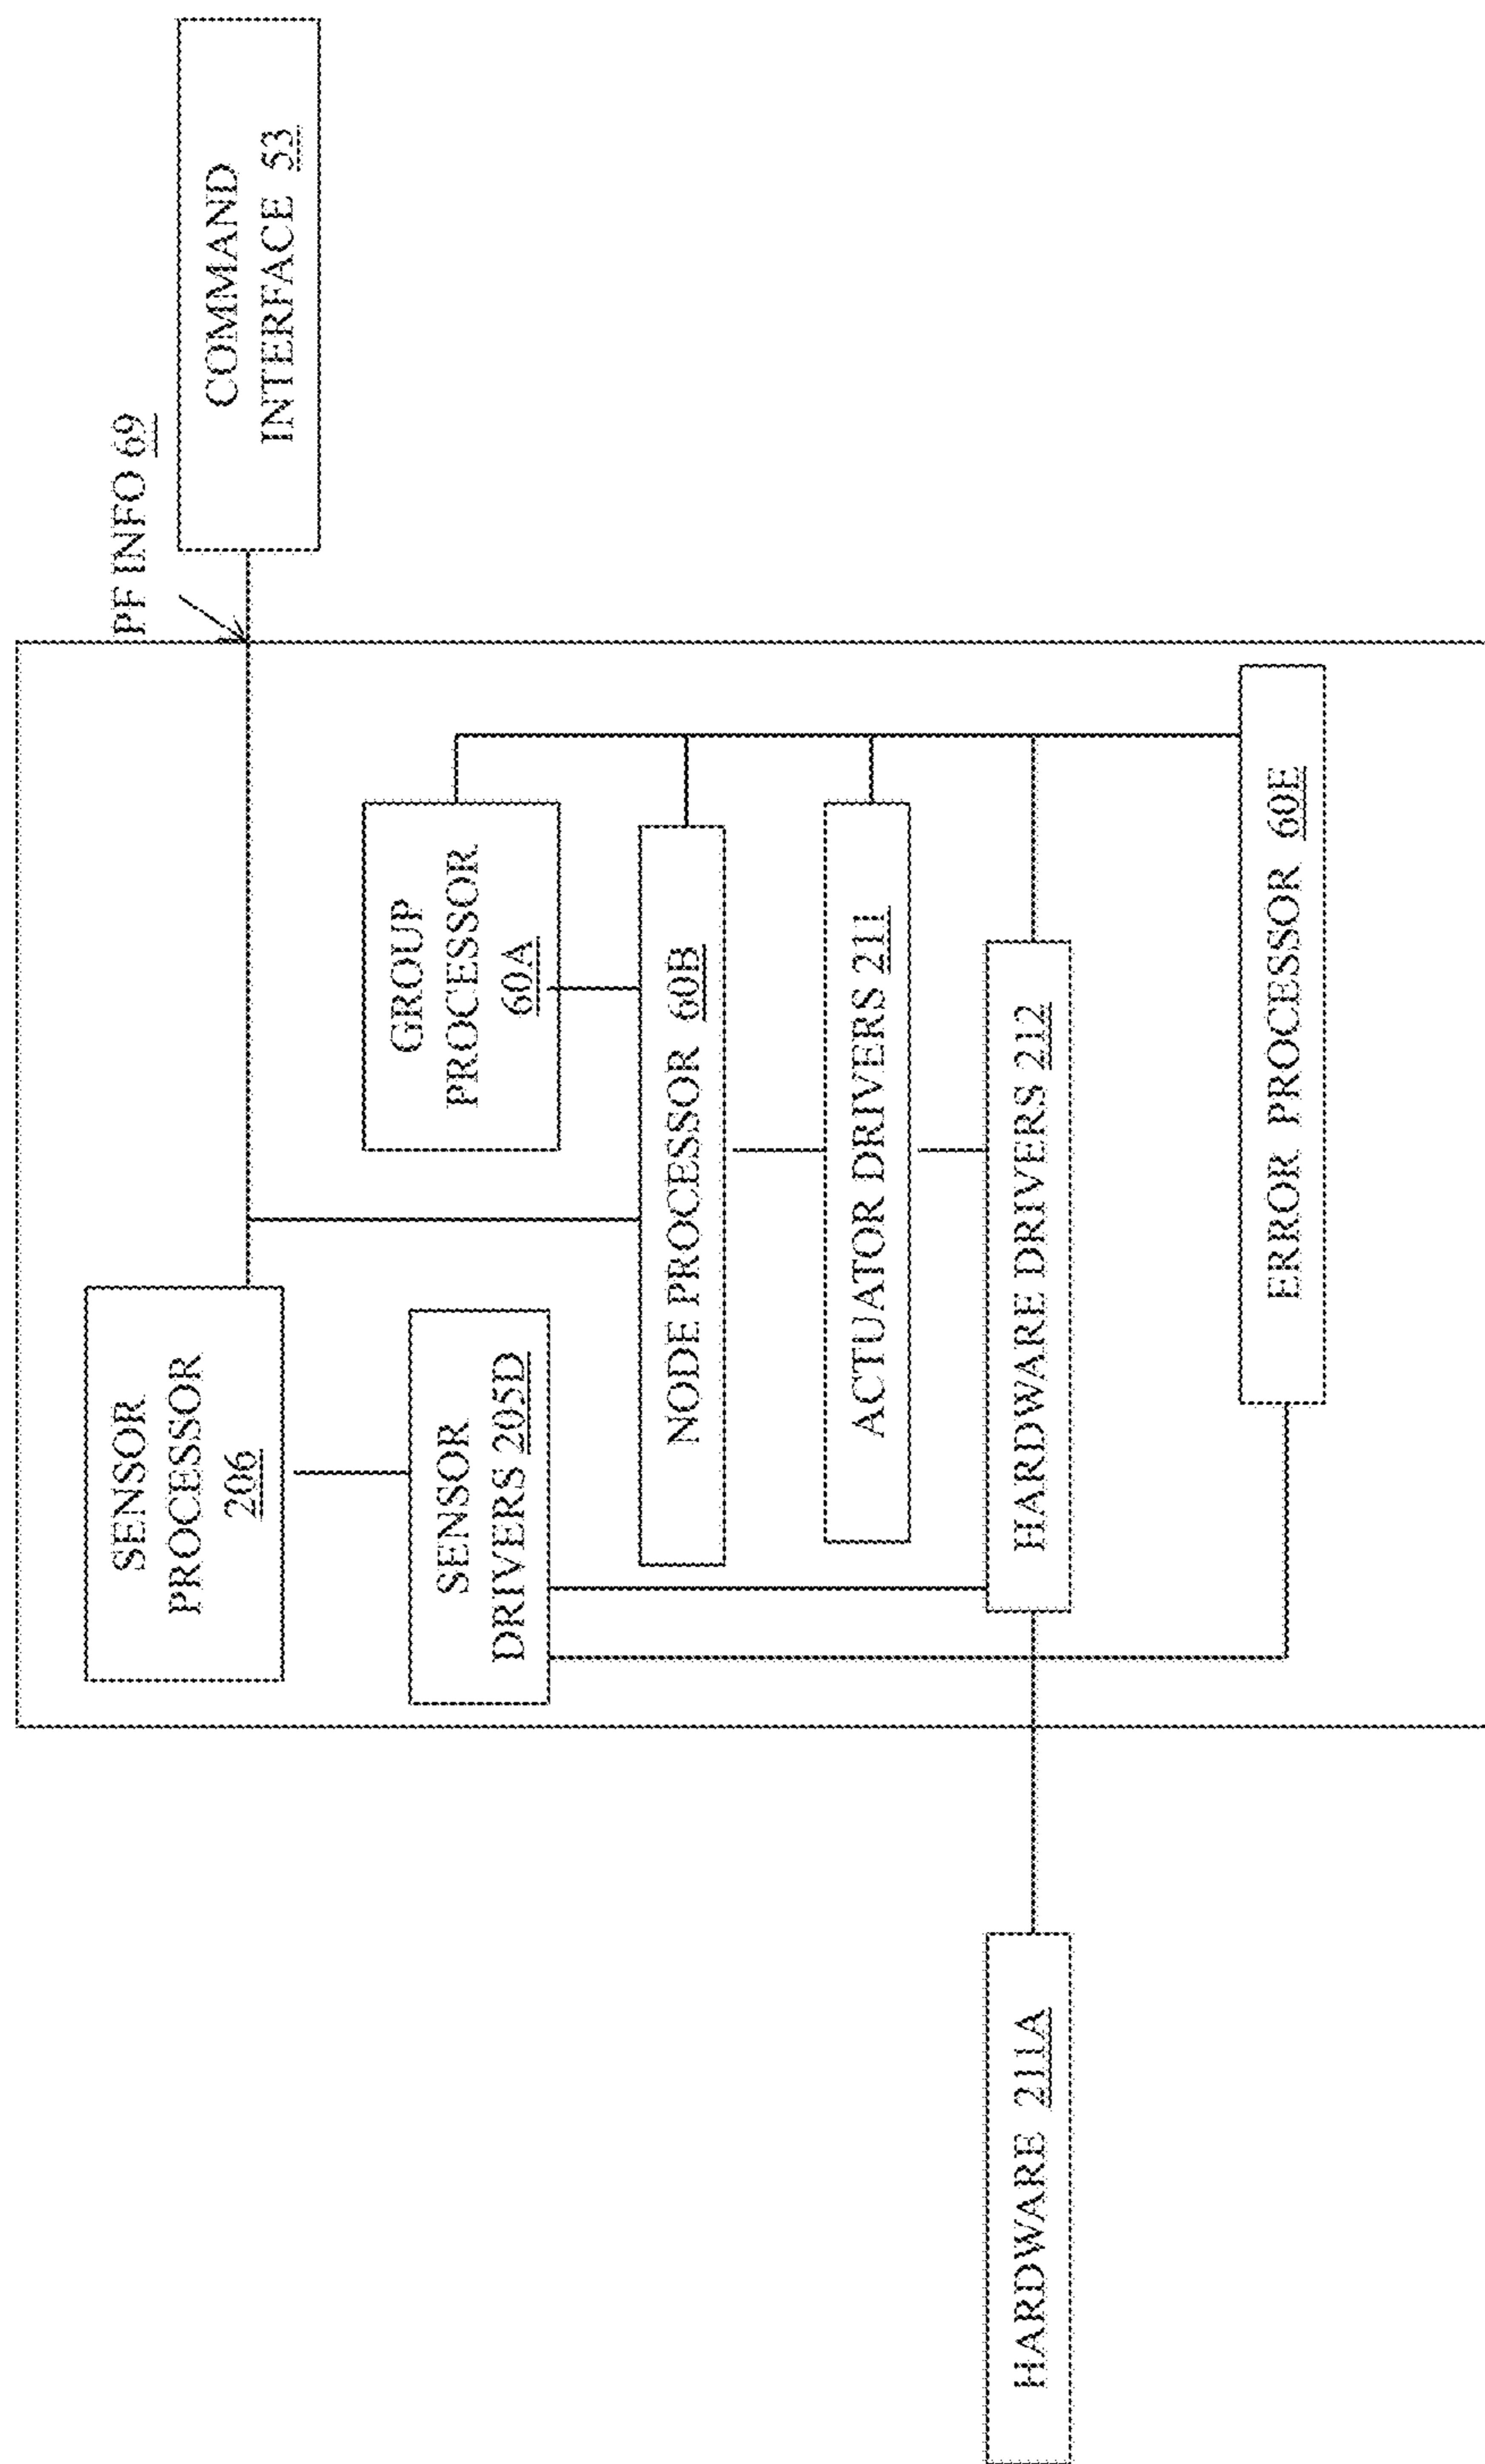 SENSOR
PROCESSOR
206
SENSOR
DRIVERS 205D
GROUP
PROCESSOR
60A
NODE PROCESSOR 60B
ACTUATOR DRIVERS 211
HARDWARE DRIVERS 212
ERROR PROCESSOR 60E
HARDWARE 211A
PF INFO 69
COMMAND
INTERFACE 53